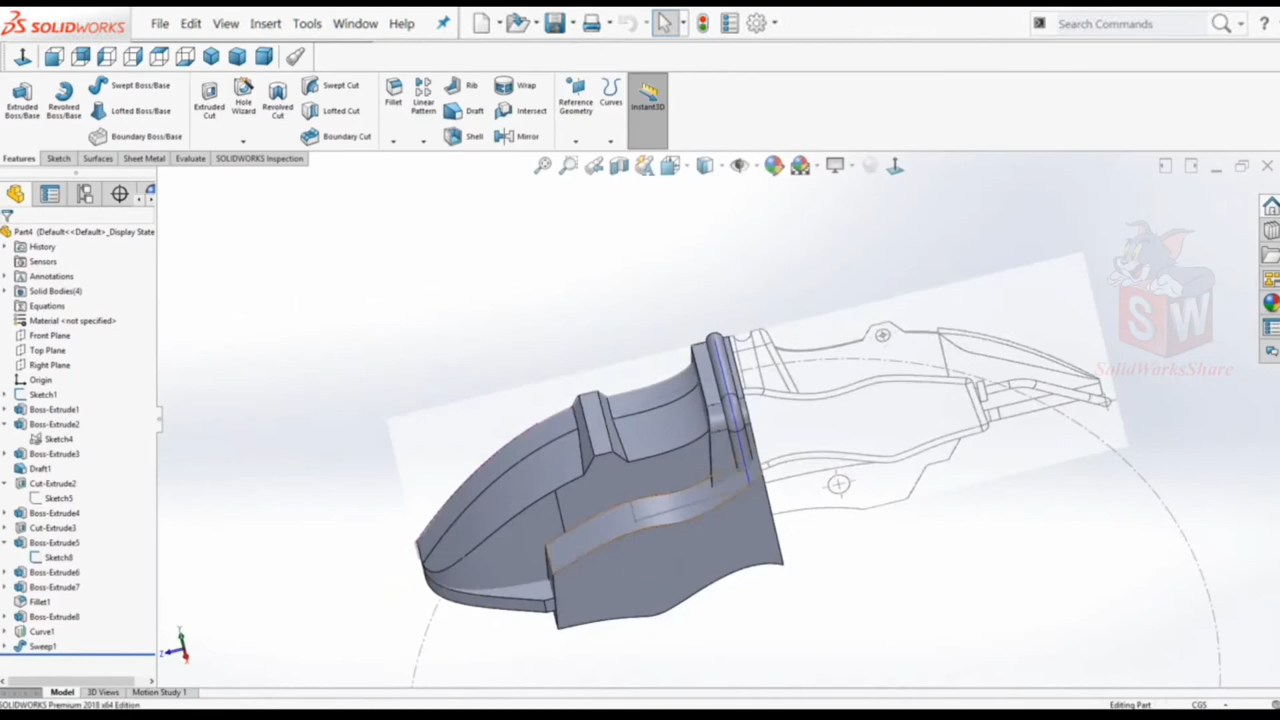 SOLIDWORKS File Edit View Insert Tools Window Help Search Commands ?
Extruded Boss/Base Revolved Boss/Base Swept Boss/Base Lofted Boss/Base Boundary Boss/Base Extruded Cut Hole Wizard Revolved Cut Swept Cut Lofted Cut Boundary Cut Fillet Linear Pattern Rib Draft Shell Wrap Intersect Mirror Reference Geometry Curves Instant3D
Features Sketch Surfaces Sheet Metal Evaluate SOLIDWORKS Inspection
Part4 (Default<<Default>_Display State
History
Sensors
Annotations
Solid Bodies(4)
Equations
Material <not specified>
Front Plane
Top Plane
Right Plane
Origin
Sketch1
Boss-Extrude1
Boss-Extrude2
Sketch4
Boss-Extrude3
Draft1
Cut-Extrude2
Sketch5
Boss-Extrude4
Cut-Extrude3
Boss-Extrude5
Sketch8
Boss-Extrude6
Boss-Extrude7
Fillet1
Boss-Extrude8
Curve1
Sweep1
SW
SolidWorksShare
Y
Z
X
Model 3D Views Motion Study 1
SOLIDWORKS Premium 2018 x64 Edition Editing Part CGS